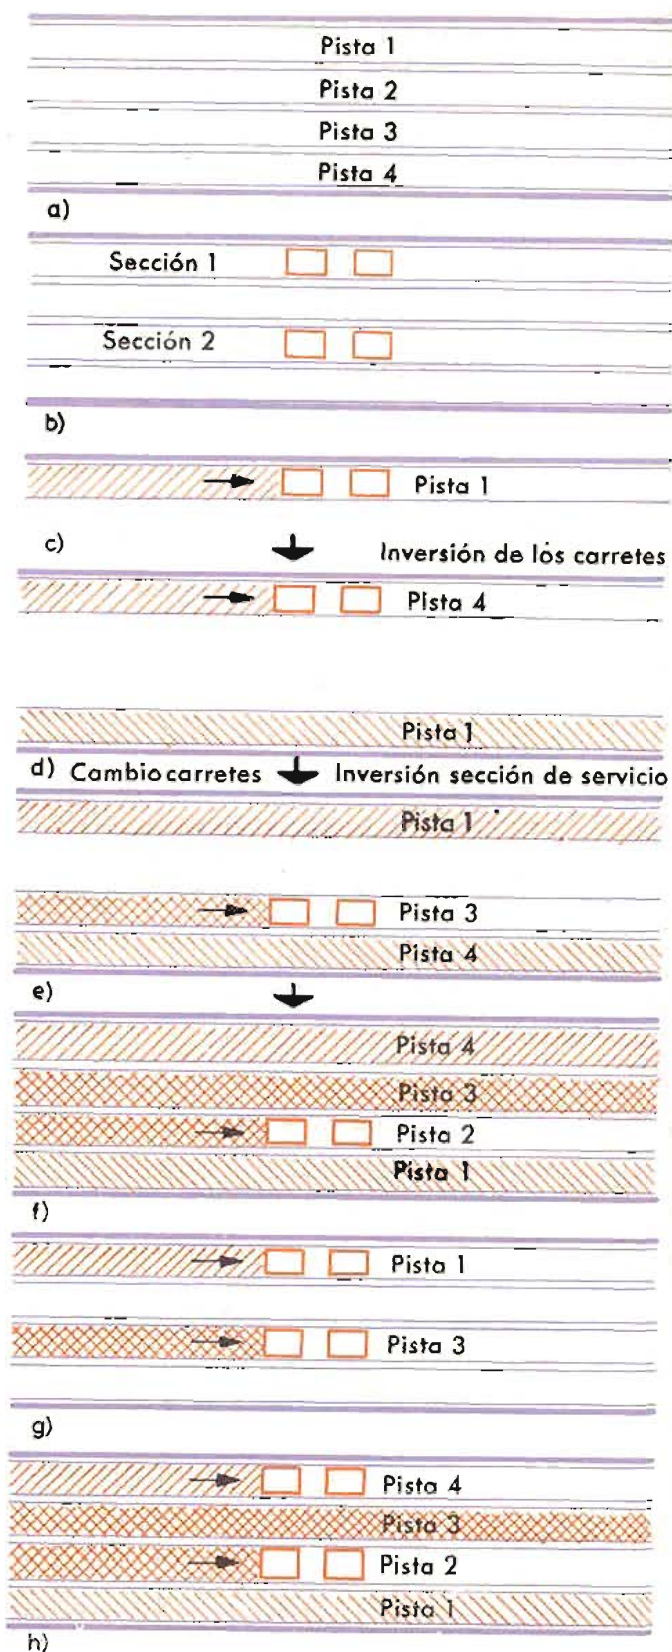 Pista 1
Pista 2
Pista 3
Pista 4
a)
Sección 1
Sección 2
b)
Pista 1
c) Inversión de los carretes
Pista 4
Pista 1
d) Cambio carretes Inversión sección de servicio
Pista 1
Pista 3
Pista 4
e)
Pista 4
Pista 3
Pista 2
Pista 1
f)
Pista 1
Pista 3
g)
Pista 4
Pista 3
Pista 2
Pista 1
h)